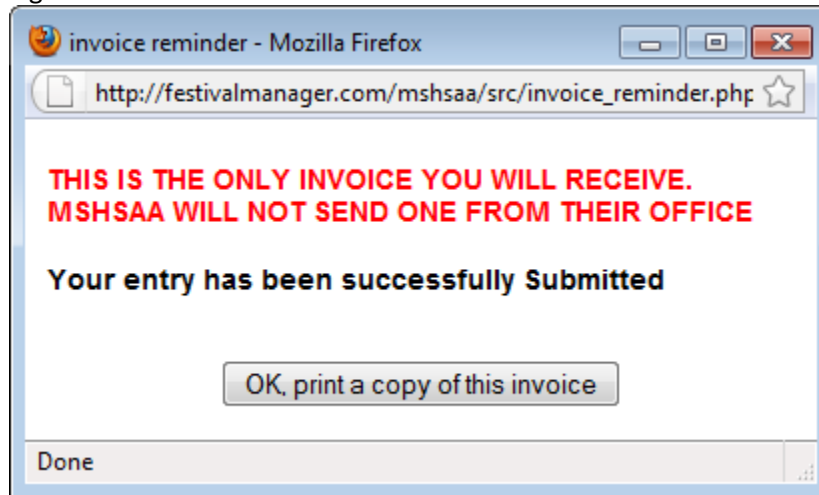 invoice reminder - Mozilla Firefox
http://festivalmanager.com/mshsaa/src/invoice_reminder.php
THIS IS THE ONLY INVOICE YOU WILL RECEIVE.
MSHSAA WILL NOT SEND ONE FROM THEIR OFFICE
Your entry has been successfully Submitted
OK, print a copy of this invoice
Done